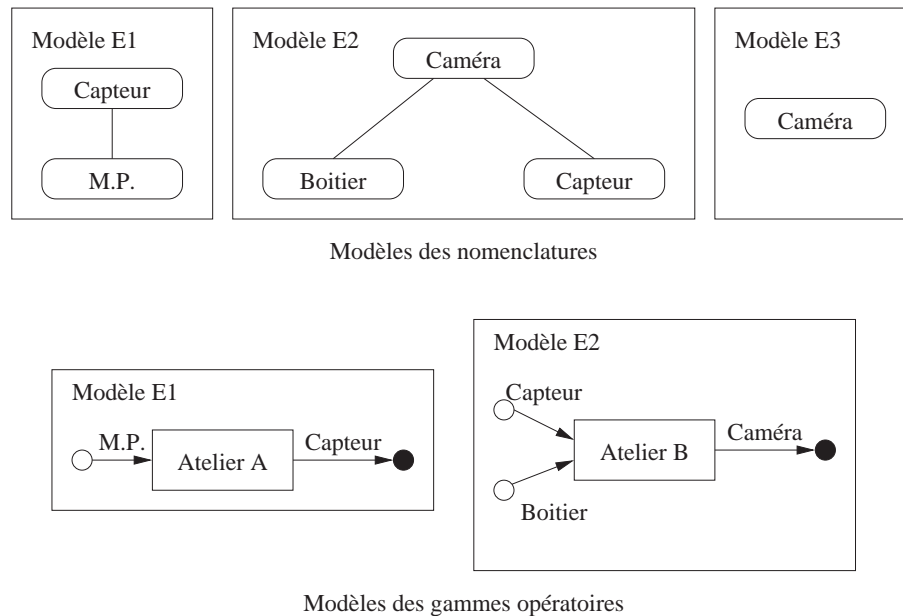 Modèle E1
Capteur
M.P.
Modèle E2
Caméra
Boitier
Capteur
Modèle E3
Caméra
Modèles des nomenclatures
Modèle E1
M.P.
Atelier A
Capteur
Modèle E2
Capteur
Boitier
Atelier B
Caméra
Modèles des gammes opératoires